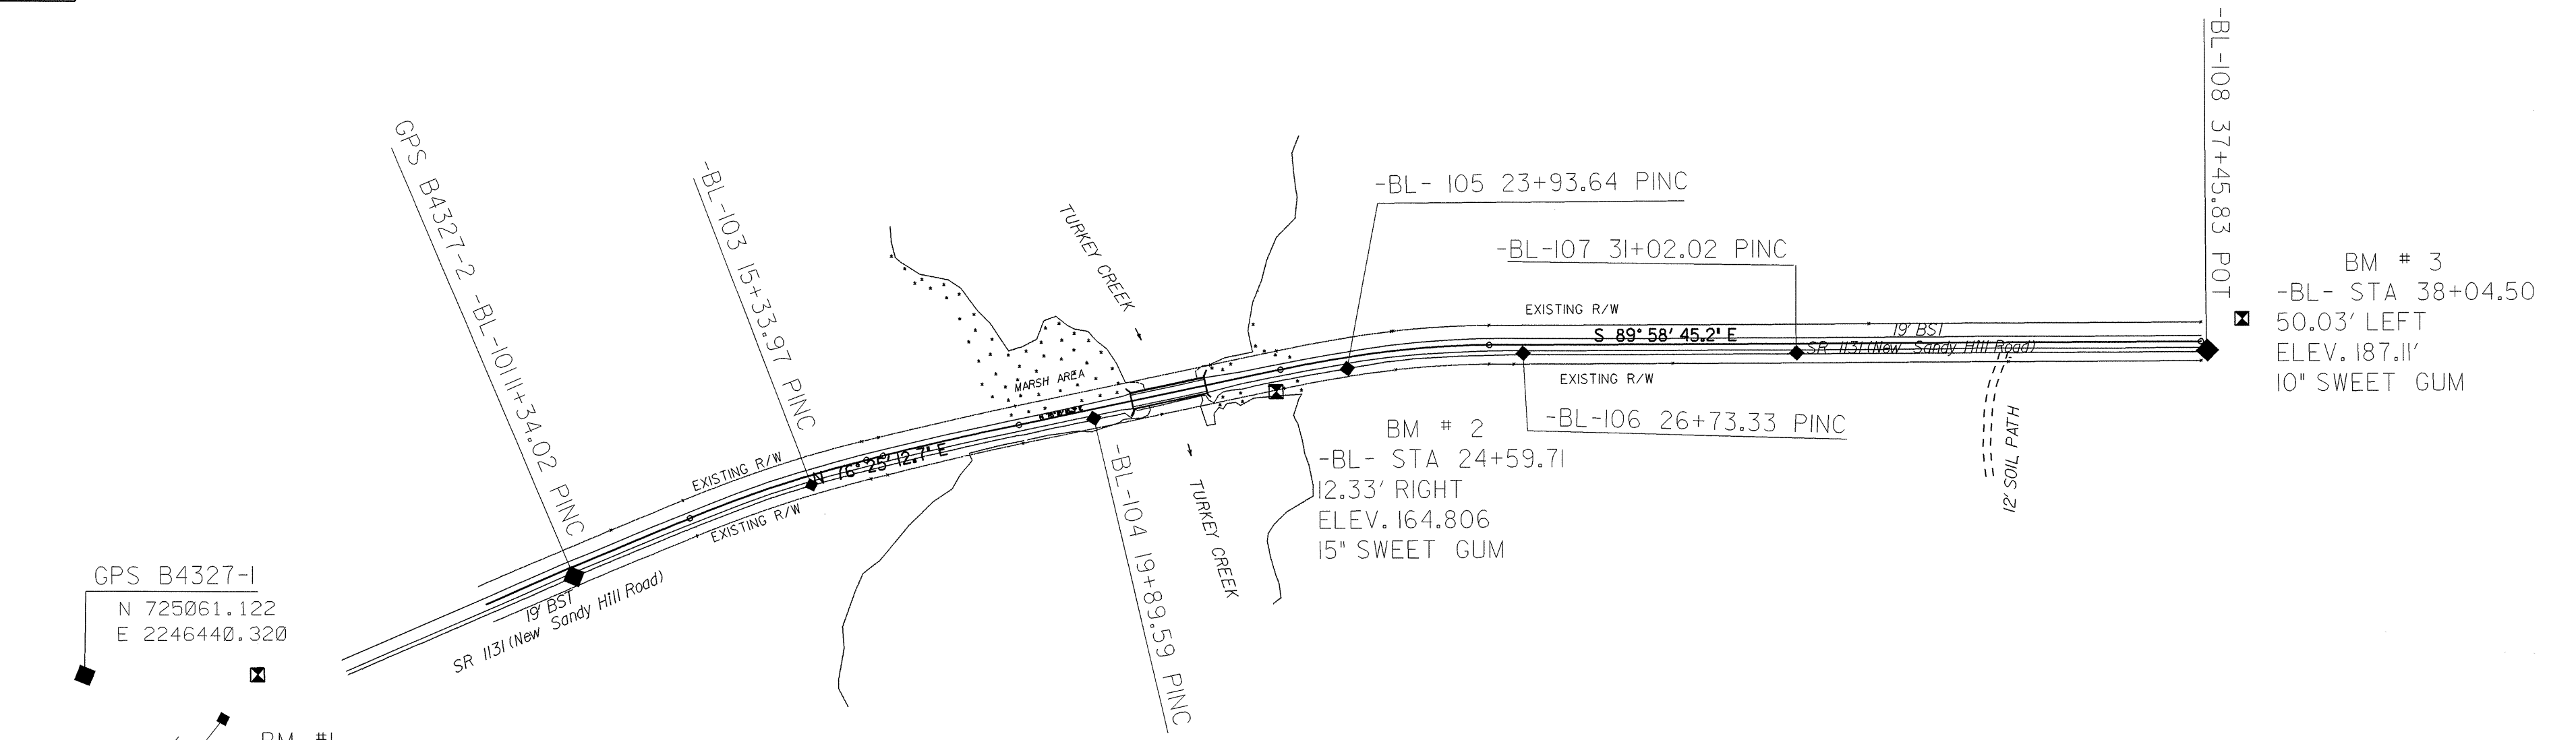 GPS B4327-2 -BL-101 11+34.02 PINC
-BL-103 15+33.97 PINC
TURKEY CREEK
-BL- 105 23+93.64 PINC
-BL-107 31+02.02 PINC
-BL-108 37+45.83 POT
BM # 3
-BL- STA 38+04.50
50.03' LEFT
ELEV. 187.11'
10" SWEET GUM
EXISTING R/W
S 89° 58' 45.2" E
19' BST
SR 1131 (New Sandy Hill Road)
EXISTING R/W
MARSH AREA
-BL-106 26+73.33 PINC
12' SOIL PATH
BM # 2
-BL- STA 24+59.71
12.33' RIGHT
ELEV. 164.806
15" SWEET GUM
N 76° 25' 12.7" E
EXISTING R/W
EXISTING R/W
-BL-104 19+89.59 PINC
TURKEY CREEK
GPS B4327-1
N 725061.122
E 2246440.320
19' BST
SR 1131 (New Sandy Hill Road)
BM #1